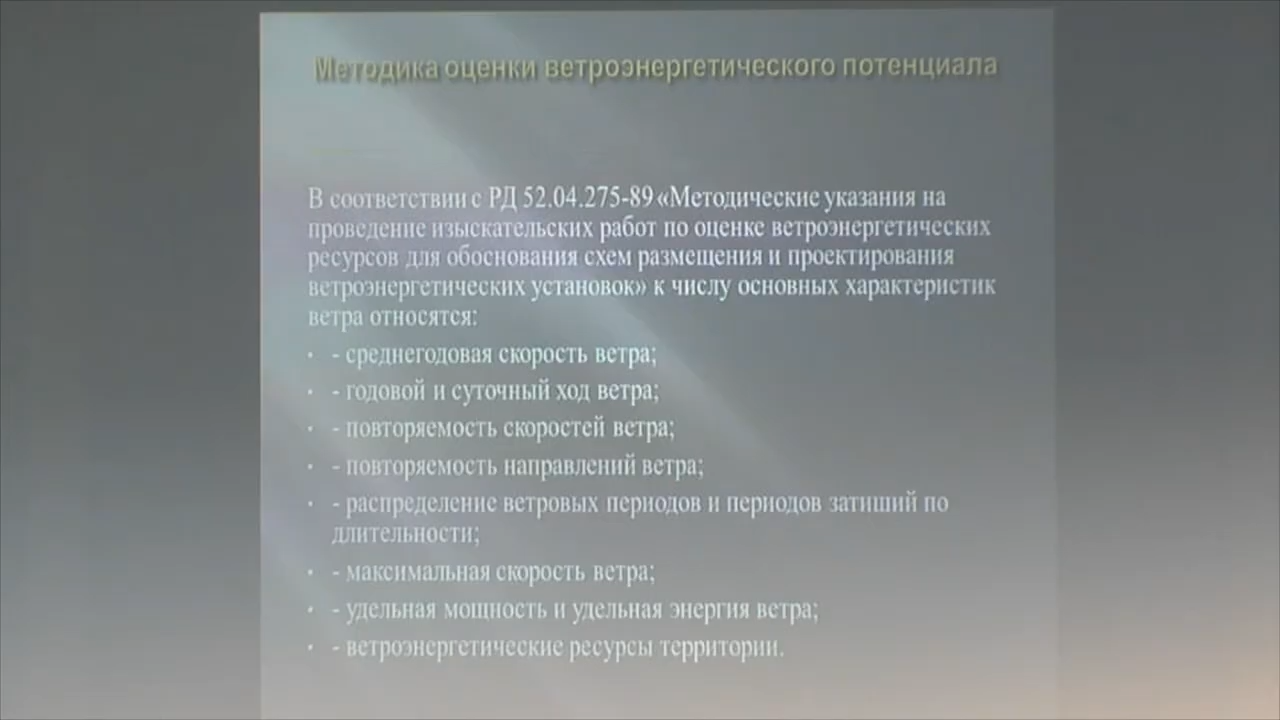 Методика оценки ветроэнергетического потенциала
В соответствии с РД 52.04.275-89 «Методические указания на
проведение изыскательских работ по оценке ветроэнергетических
ресурсов для обоснования схем размещения и проектирования
ветроэнергетических установок» к числу основных характеристик
ветра относятся:
• - среднегодовая скорость ветра;
• - годовой и суточный ход ветра;
• - повторяемость скоростей ветра;
• - повторяемость направлений ветра;
• - распределение ветровых периодов и периодов затиший по
длительности;
• - максимальная скорость ветра;
• - удельная мощность и удельная энергия ветра;
• - ветроэнергетические ресурсы территории.